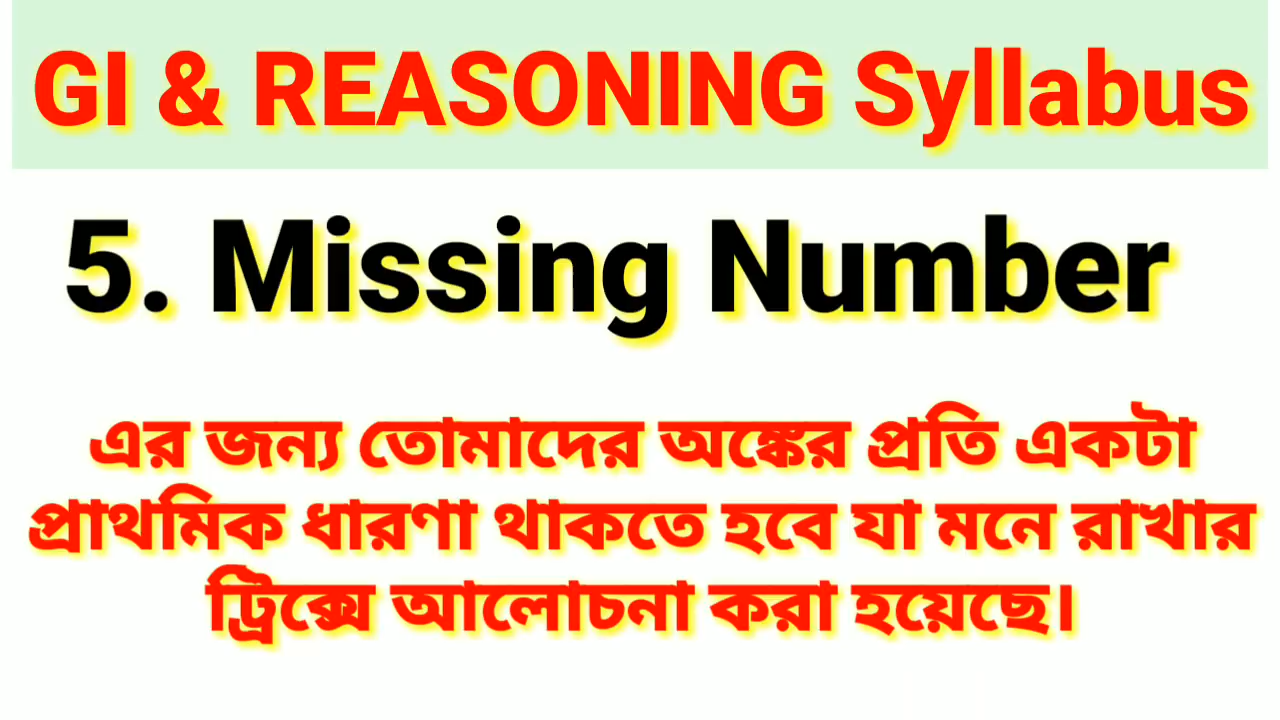 GI & REASONING Syllabus
5. Missing Number
এর জন্য তোমাদের অঙ্কের প্রতি একটা
প্রাথমিক ধারণা থাকতে হবে যা মনে রাখার
ট্রিক্সে আলোচনা করা হয়েছে।